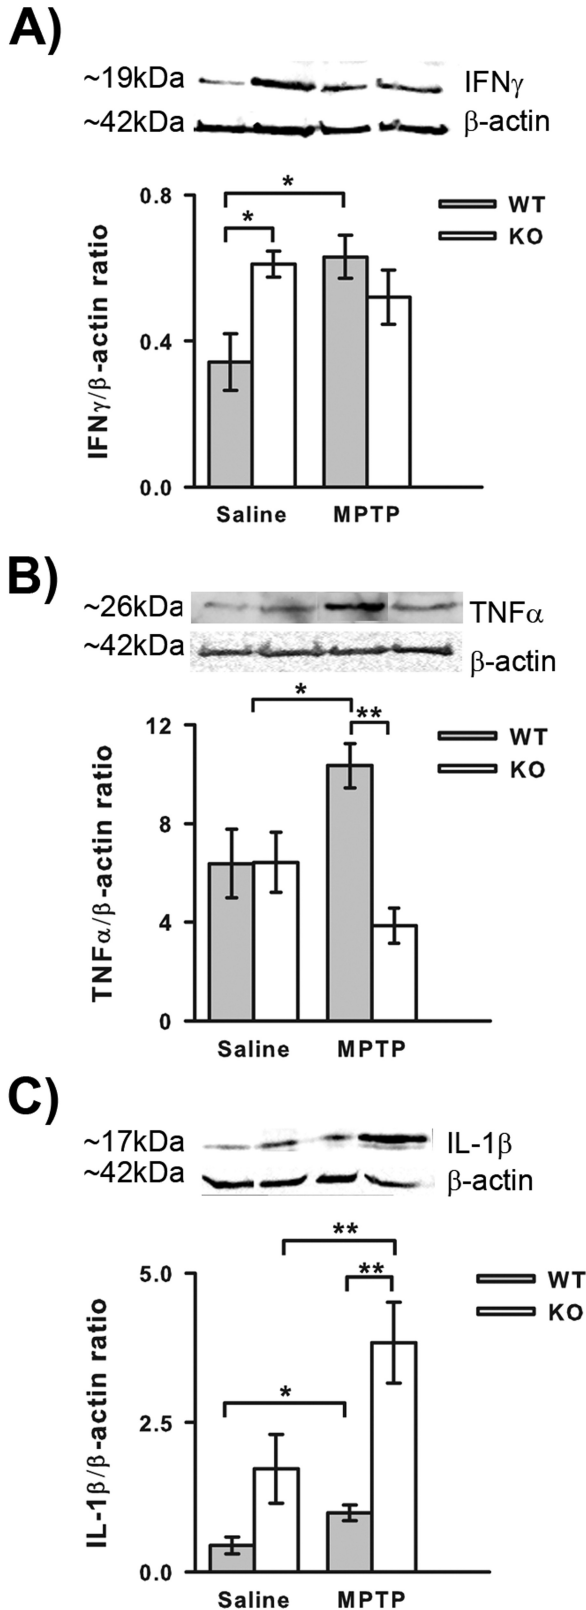 A)
~19kDa IFNγ
~42kDa β-actin
* 
*
0.8
WT
KO
0.4
0.0
IFNγ/β-actin ratio
Saline MPTP
B)
~26kDa TNFα
~42kDa β-actin
*
**
12
WT
KO
8
4
0
TNFα/β-actin ratio
Saline MPTP
C)
~17kDa IL-1β
~42kDa β-actin
**
**
5.0
WT
KO
*
2.5
0.0
IL-1β/β-actin ratio
Saline MPTP